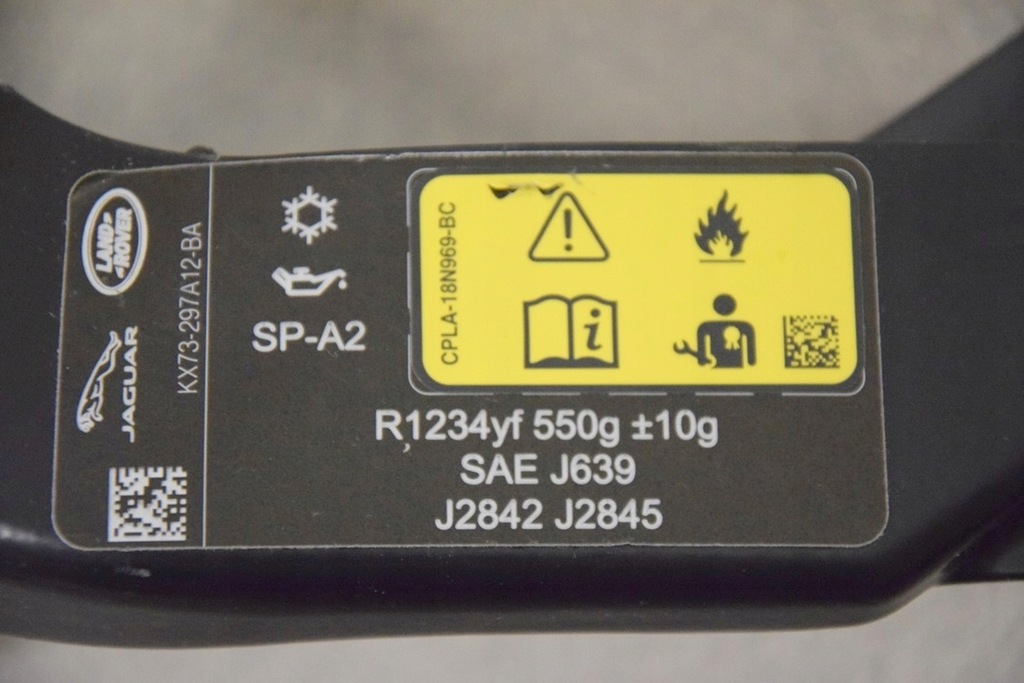 LAND
ROVER
JAGUAR
KX73-297A12-BA
SP-A2
CPLA-18N969-BC
R1234yf 550g ±10g
SAE J639
J2842 J2845